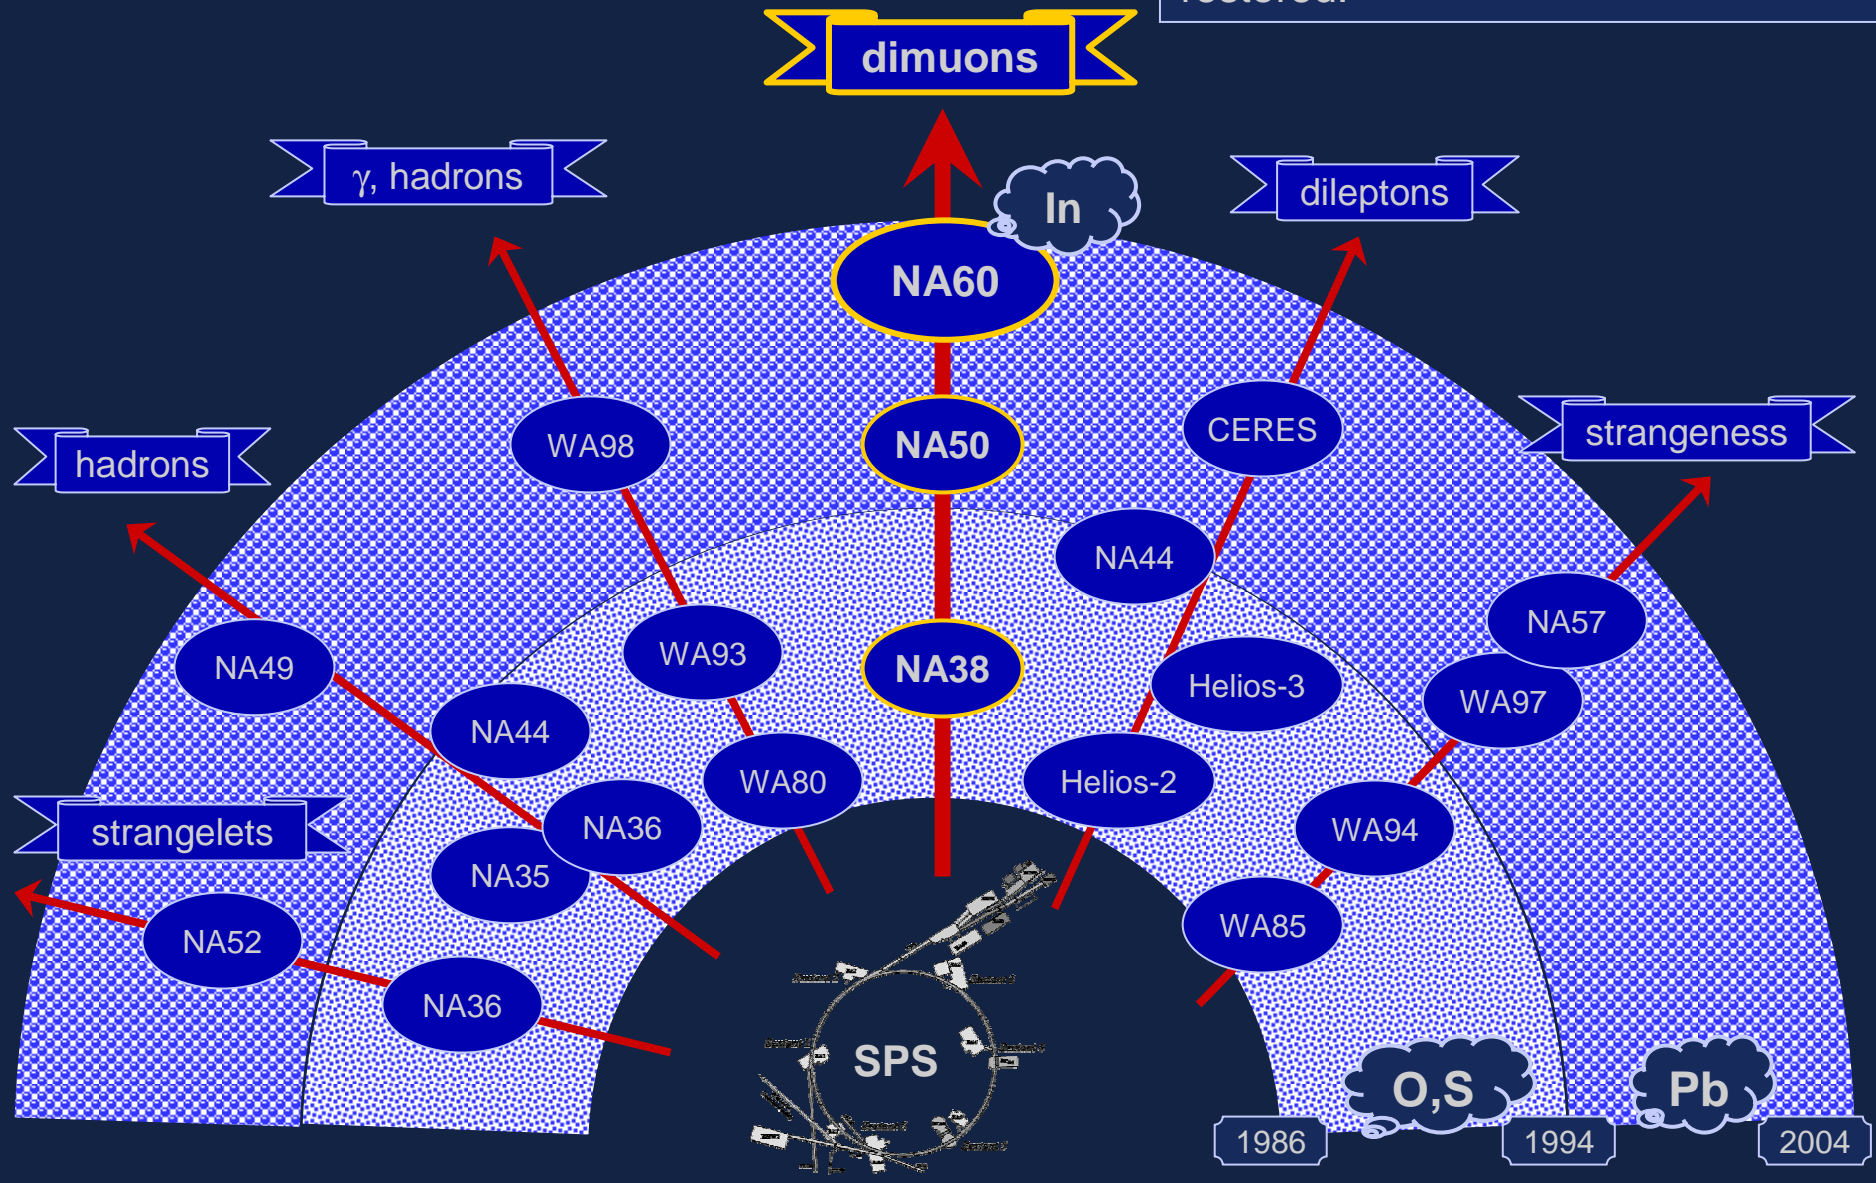 dimuons
γ, hadrons
dileptons
In
NA60
hadrons
WA98
NA50
CERES
strangeness
NA44
NA57
NA49
WA93
NA38
Helios-3
WA97
NA44
WA80
Helios-2
strangelets
NA36
WA94
NA35
WA85
NA52
NA36
SPS
O,S
Pb
1986
1994
2004